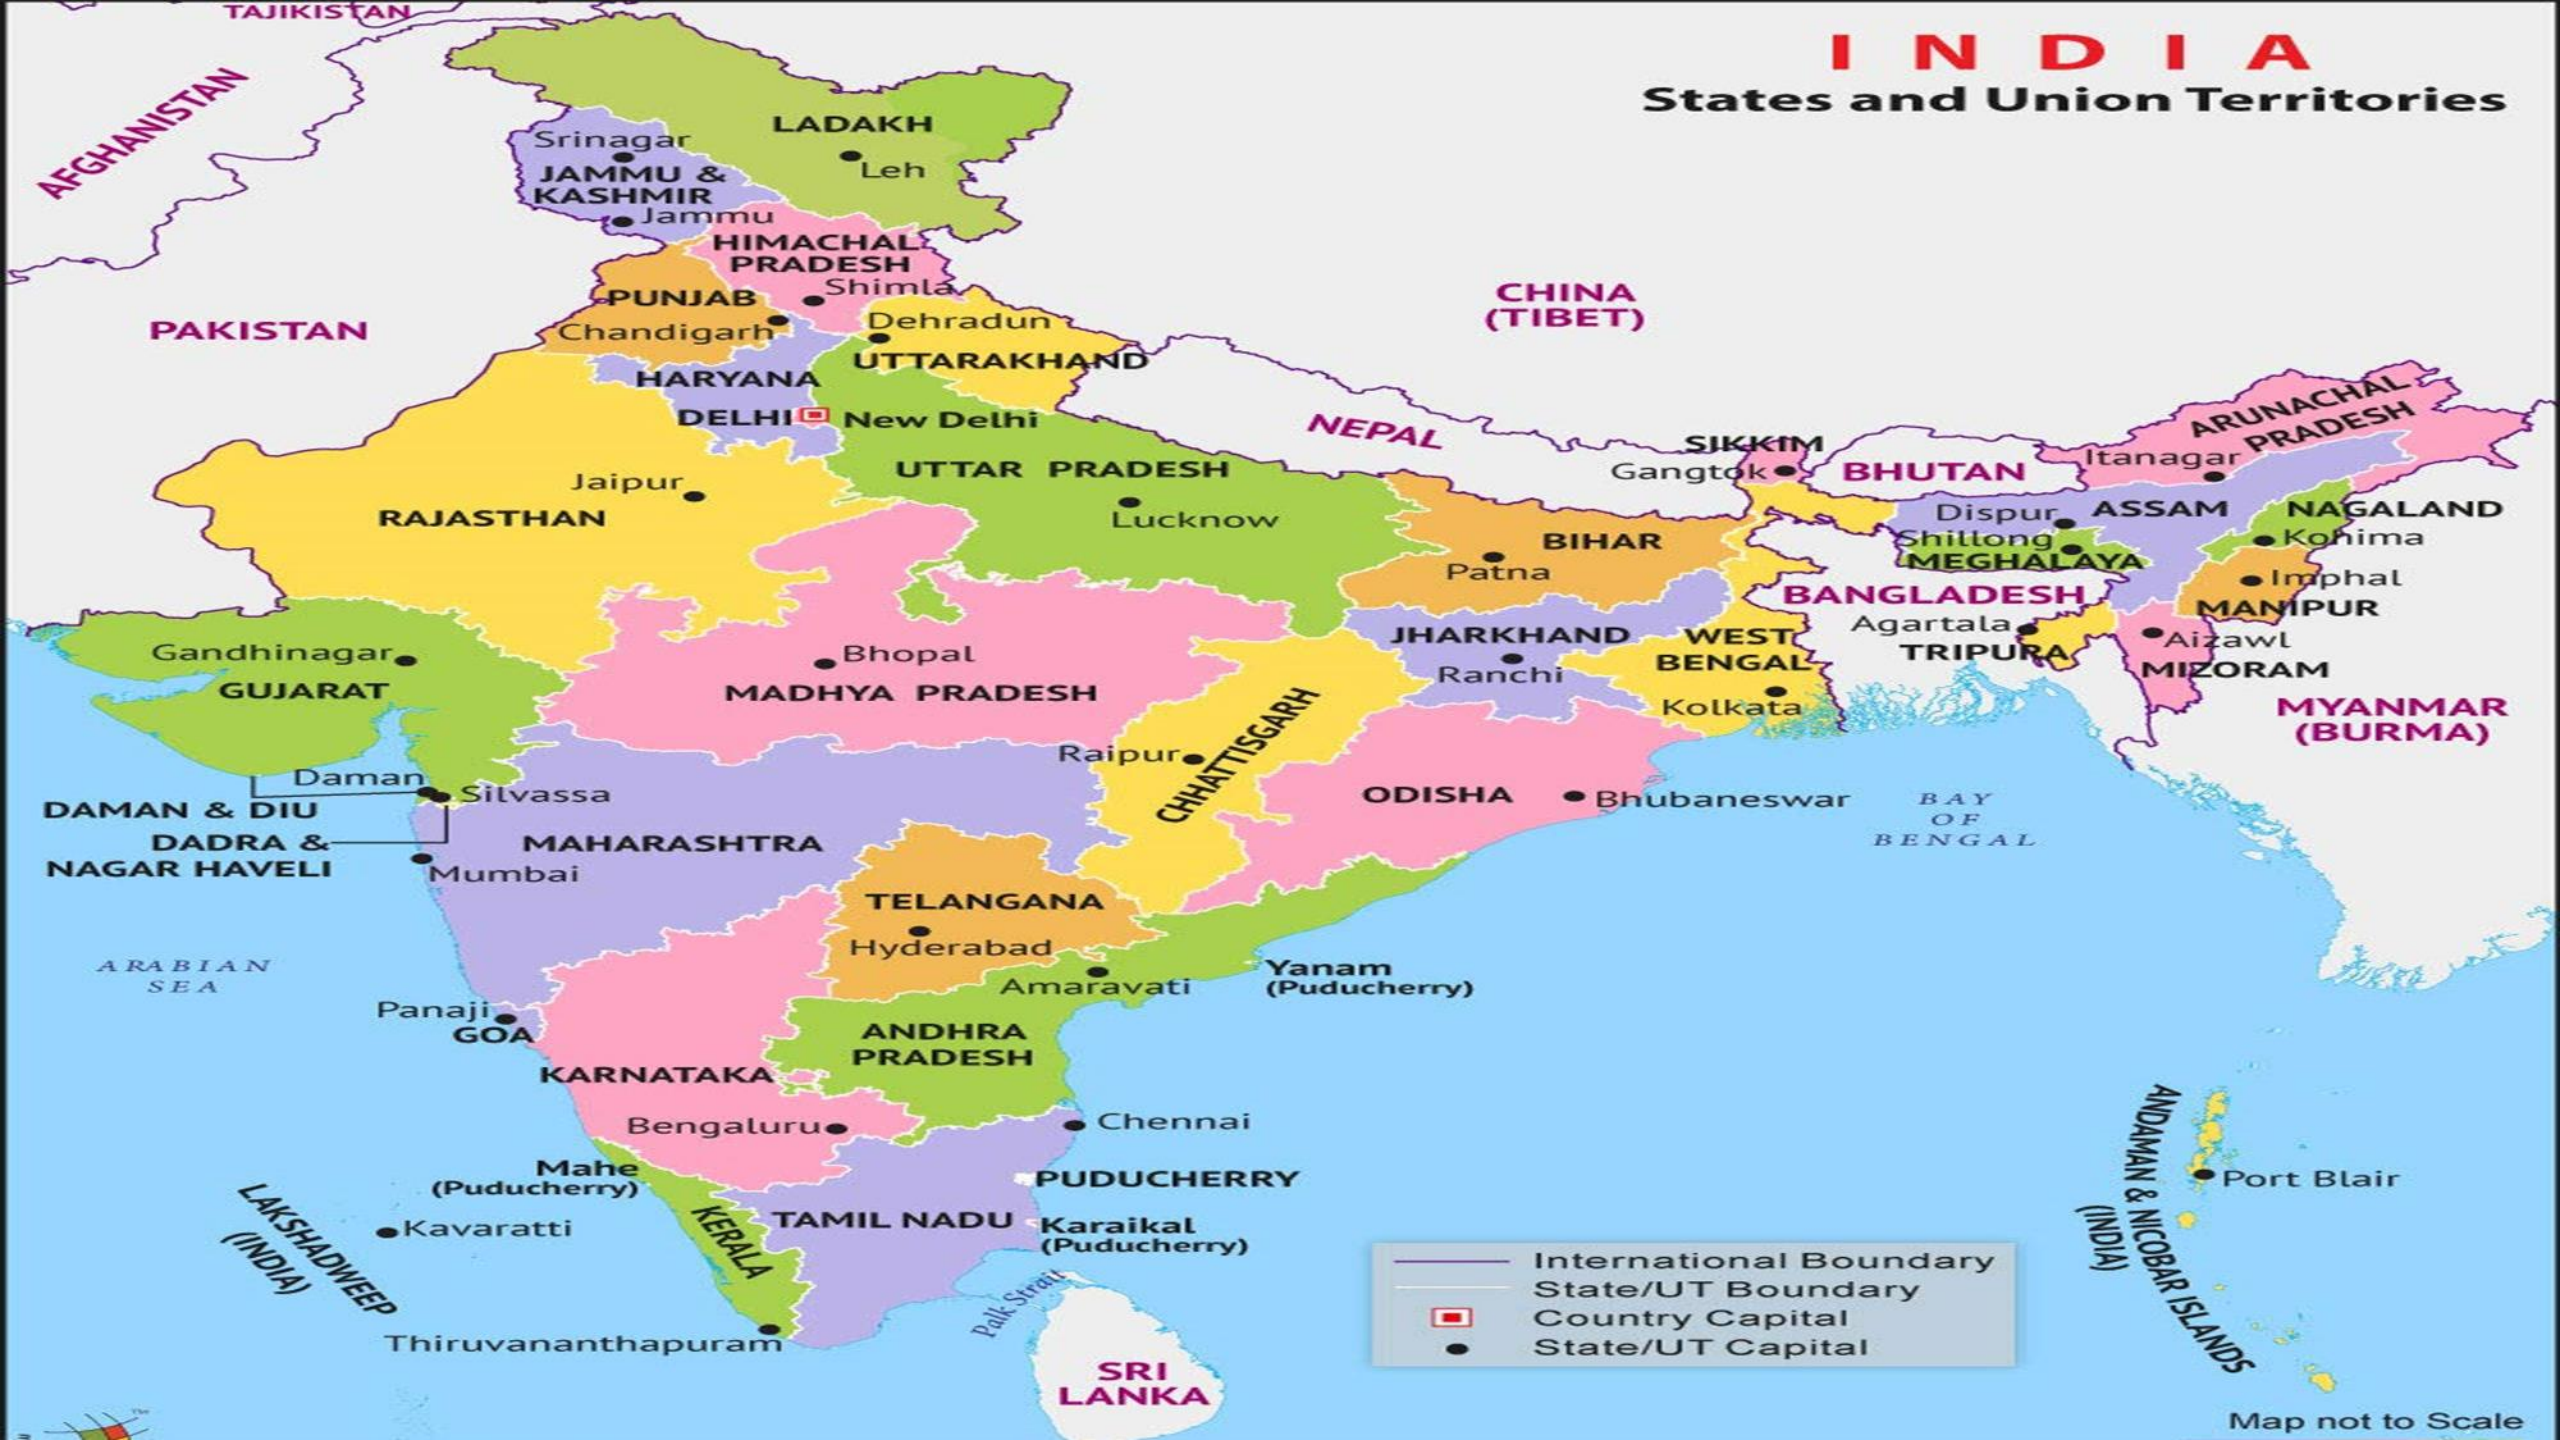 TAJIKISTAN
I N D I A
States and Union Territories
AFGHANISTAN
LADAKH
Leh
Srinagar
JAMMU &
KASHMIR
Jammu
HIMACHAL
PRADESH
Shimla
PUNJAB
Chandigarh
Dehradun
UTTARAKHAND
PAKISTAN
CHINA
(TIBET)
HARYANA
DELHI
New Delhi
NEPAL
SIKKIM
Gangtok
BHUTAN
ARUNACHAL
PRADESH
Itanagar
UTTAR PRADESH
Lucknow
Jaipur
RAJASTHAN
BIHAR
Patna
Dispur
ASSAM
NAGALAND
Kohima
Shillong
MEGHALAYA
Imphal
MANIPUR
BANGLADESH
Agartala
TRIPURA
Aizawl
MIZORAM
MYANMAR
(BURMA)
Gandhinagar
GUJARAT
Bhopal
MADHYA PRADESH
JHARKHAND
Ranchi
WEST
BENGAL
Kolkata
Raipur
CHHATTISGARH
Daman
Silvassa
DAMAN & DIU
DADRA &
NAGAR HAVELI
MAHARASHTRA
Mumbai
ODISHA
Bhubaneswar
BAY
OF
BENGAL
TELANGANA
Hyderabad
ARABIAN
SEA
Amaravati
Yanam
(Puducherry)
Panaji
GOA
ANDHRA
PRADESH
KARNATAKA
Bengaluru
Chennai
Mahe
(Puducherry)
PUDUCHERRY
KERALA
TAMIL NADU
Karaikal
(Puducherry)
LAKSHADWEEP
(INDIA)
Kavaratti
Thiruvananthapuram
Palk Strait
SRI
LANKA
ANDAMAN & NICOBAR ISLANDS
(INDIA)
Port Blair
International Boundary
State/UT Boundary
Country Capital
State/UT Capital
Map not to Scale